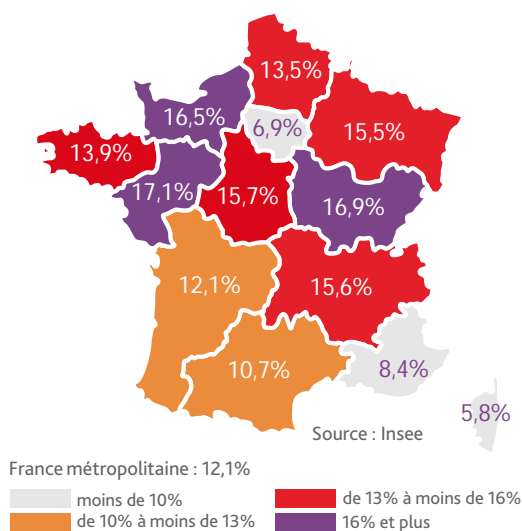 13,5%
16,5%
6,9%
15,5%
13,9%
17,1%
15,7%
16,9%
12,1%
15,6%
10,7%
8,4%
5,8%
Source : Insee
France métropolitaine : 12,1%
moins de 10%
de 13% à moins de 16%
de 10% à moins de 13%
16% et plus